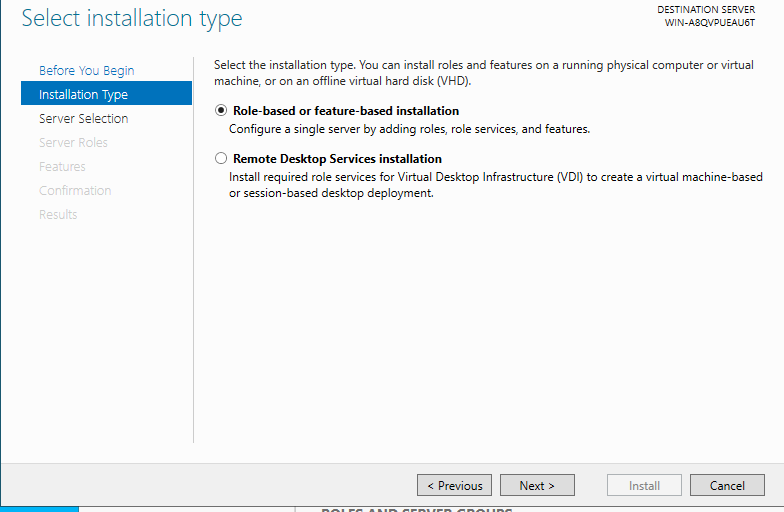 Select installation type
DESTINATION SERVER
WIN-A8QVPUEAU6T
Before You Begin
Installation Type
Server Selection
Server Roles
Features
Confirmation
Results
Select the installation type. You can install roles and features on a running physical computer or virtual
machine, or on an offline virtual hard disk (VHD).
Role-based or feature-based installation
Configure a single server by adding roles, role services, and features.
Remote Desktop Services installation
Install required role services for Virtual Desktop Infrastructure (VDI) to create a virtual machine-based
or session-based desktop deployment.
< Previous
Next >
Install
Cancel
ROLES AND SERVER GROUPS